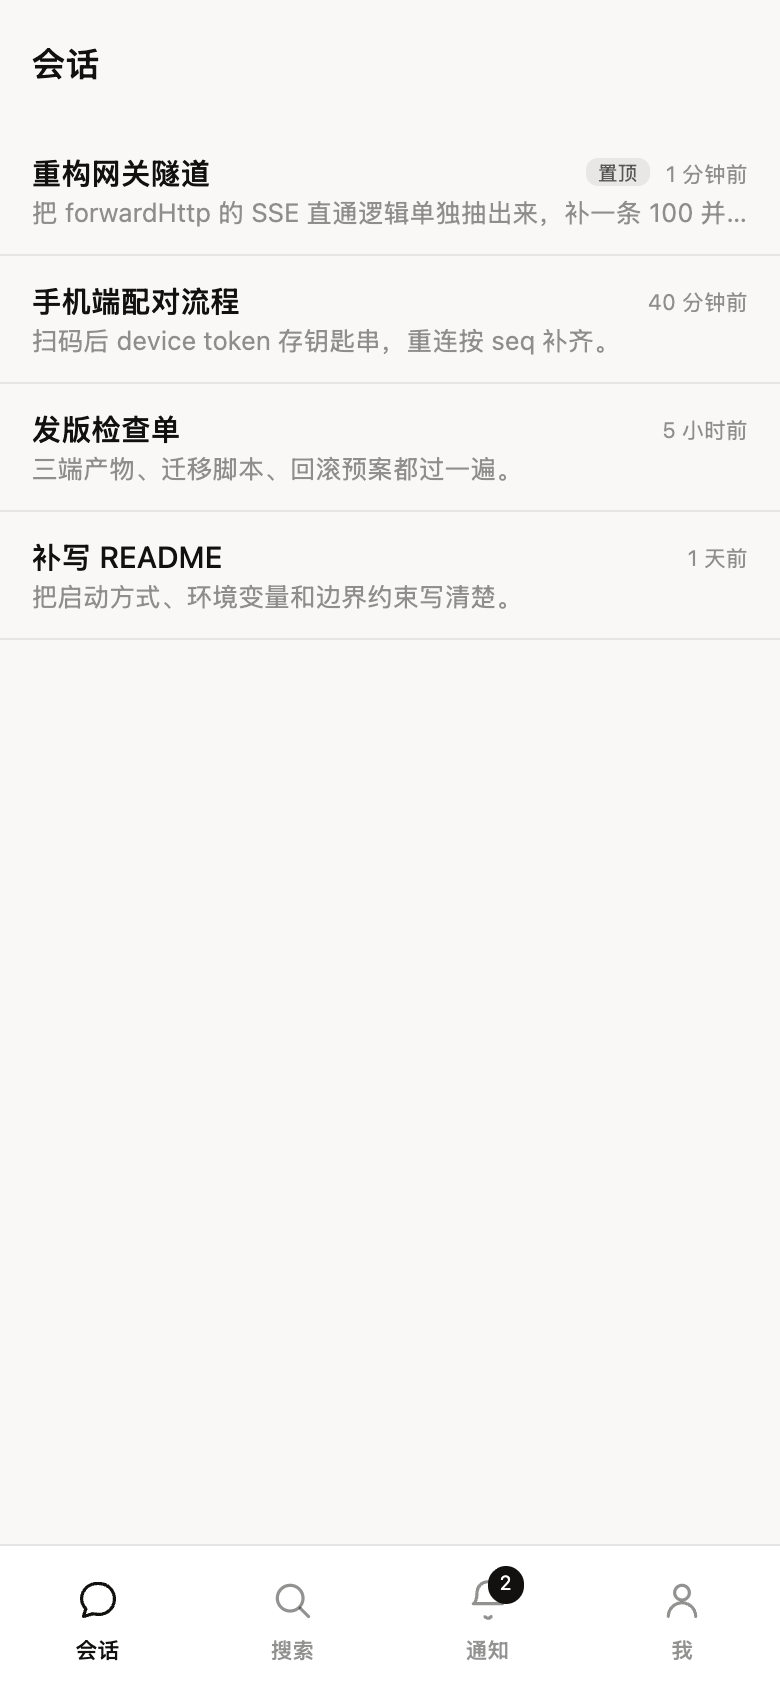 会话
重构网关隧道
置顶
1 分钟前
把 forwardHttp 的 SSE 直通逻辑单独抽出来，补一条 100 并...
手机端配对流程
40 分钟前
扫码后 device token 存钥匙串，重连按 seq 补齐。
发版检查单
5 小时前
三端产物、迁移脚本、回滚预案都过一遍。
补写 README
1 天前
把启动方式、环境变量和边界约束写清楚。
2
会话
搜索
通知
我